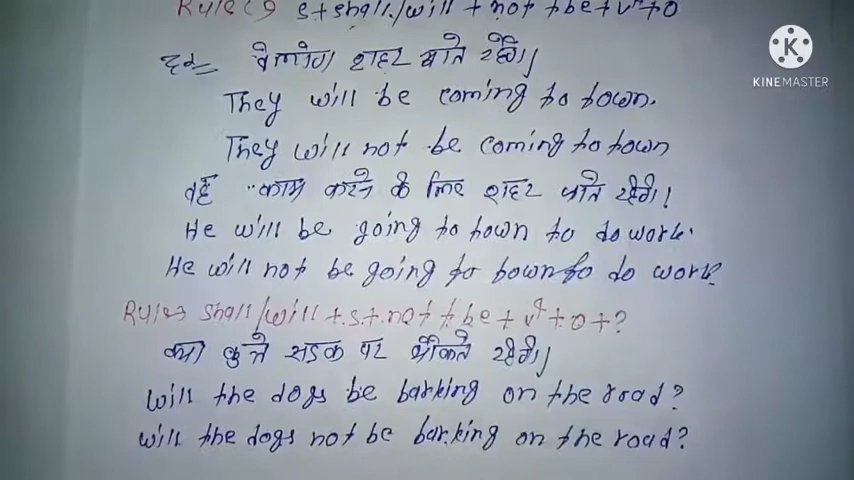 Rule(2) S+shall/will+not+be+v⁴+o
K
KINEMASTER
वे लोग शहर आते रहेंगे।
They will be coming to town.
They will not be coming to town
वह काम करने के लिए शहर जाते रहेंगे।
He will be going to town to do work.
He will not be going to town to do work.
Rule→ shall/will+s+not+be+v⁴+o+?
क्या कुत्ते सड़क पर भौंकते रहेंगे।
Will the dogs be barking on the road?
Will the dogs not be barking on the road?